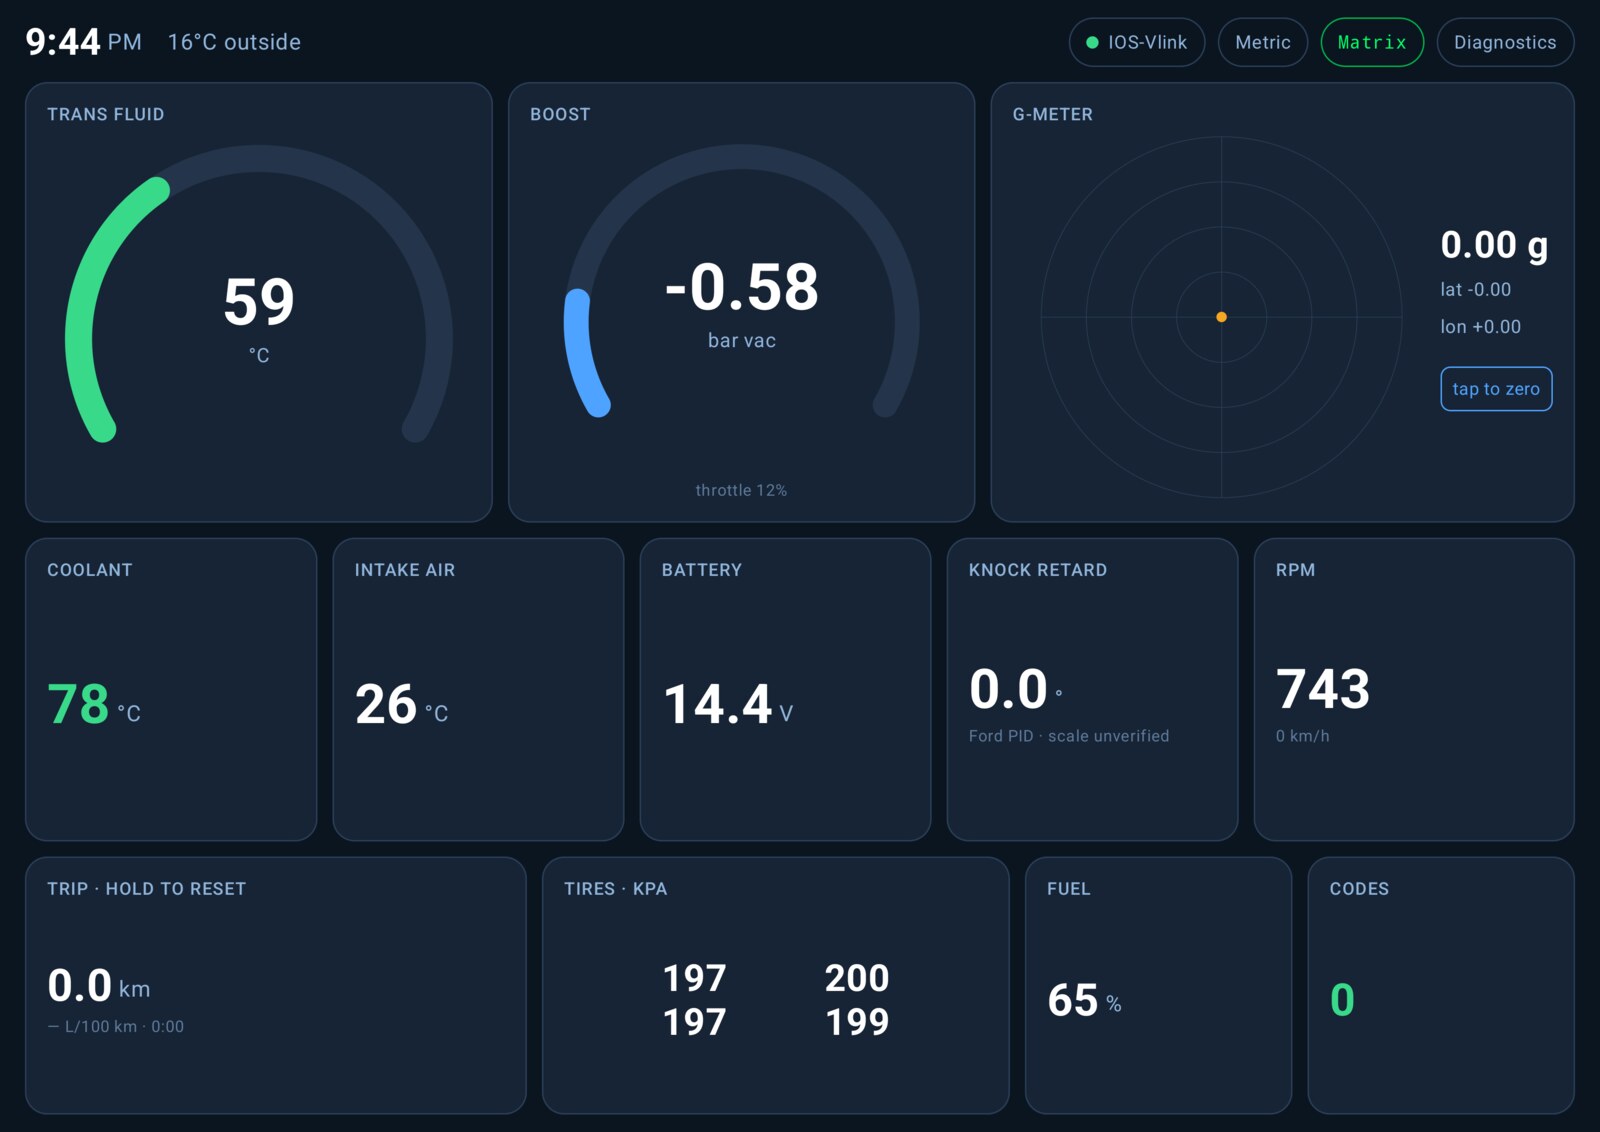 9:44 PM 16°C outside
IOS-Vlink Metric Matrix Diagnostics
TRANS FLUID
59
°C
BOOST
-0.58
bar vac
throttle 12%
G-METER
0.00 g
lat -0.00
lon +0.00
tap to zero
COOLANT
78 °C
INTAKE AIR
26 °C
BATTERY
14.4 V
KNOCK RETARD
0.0 °
Ford PID · scale unverified
RPM
743
0 km/h
TRIP · HOLD TO RESET
0.0 km
— L/100 km · 0:00
TIRES · KPA
197 200
197 199
FUEL
65 %
CODES
0